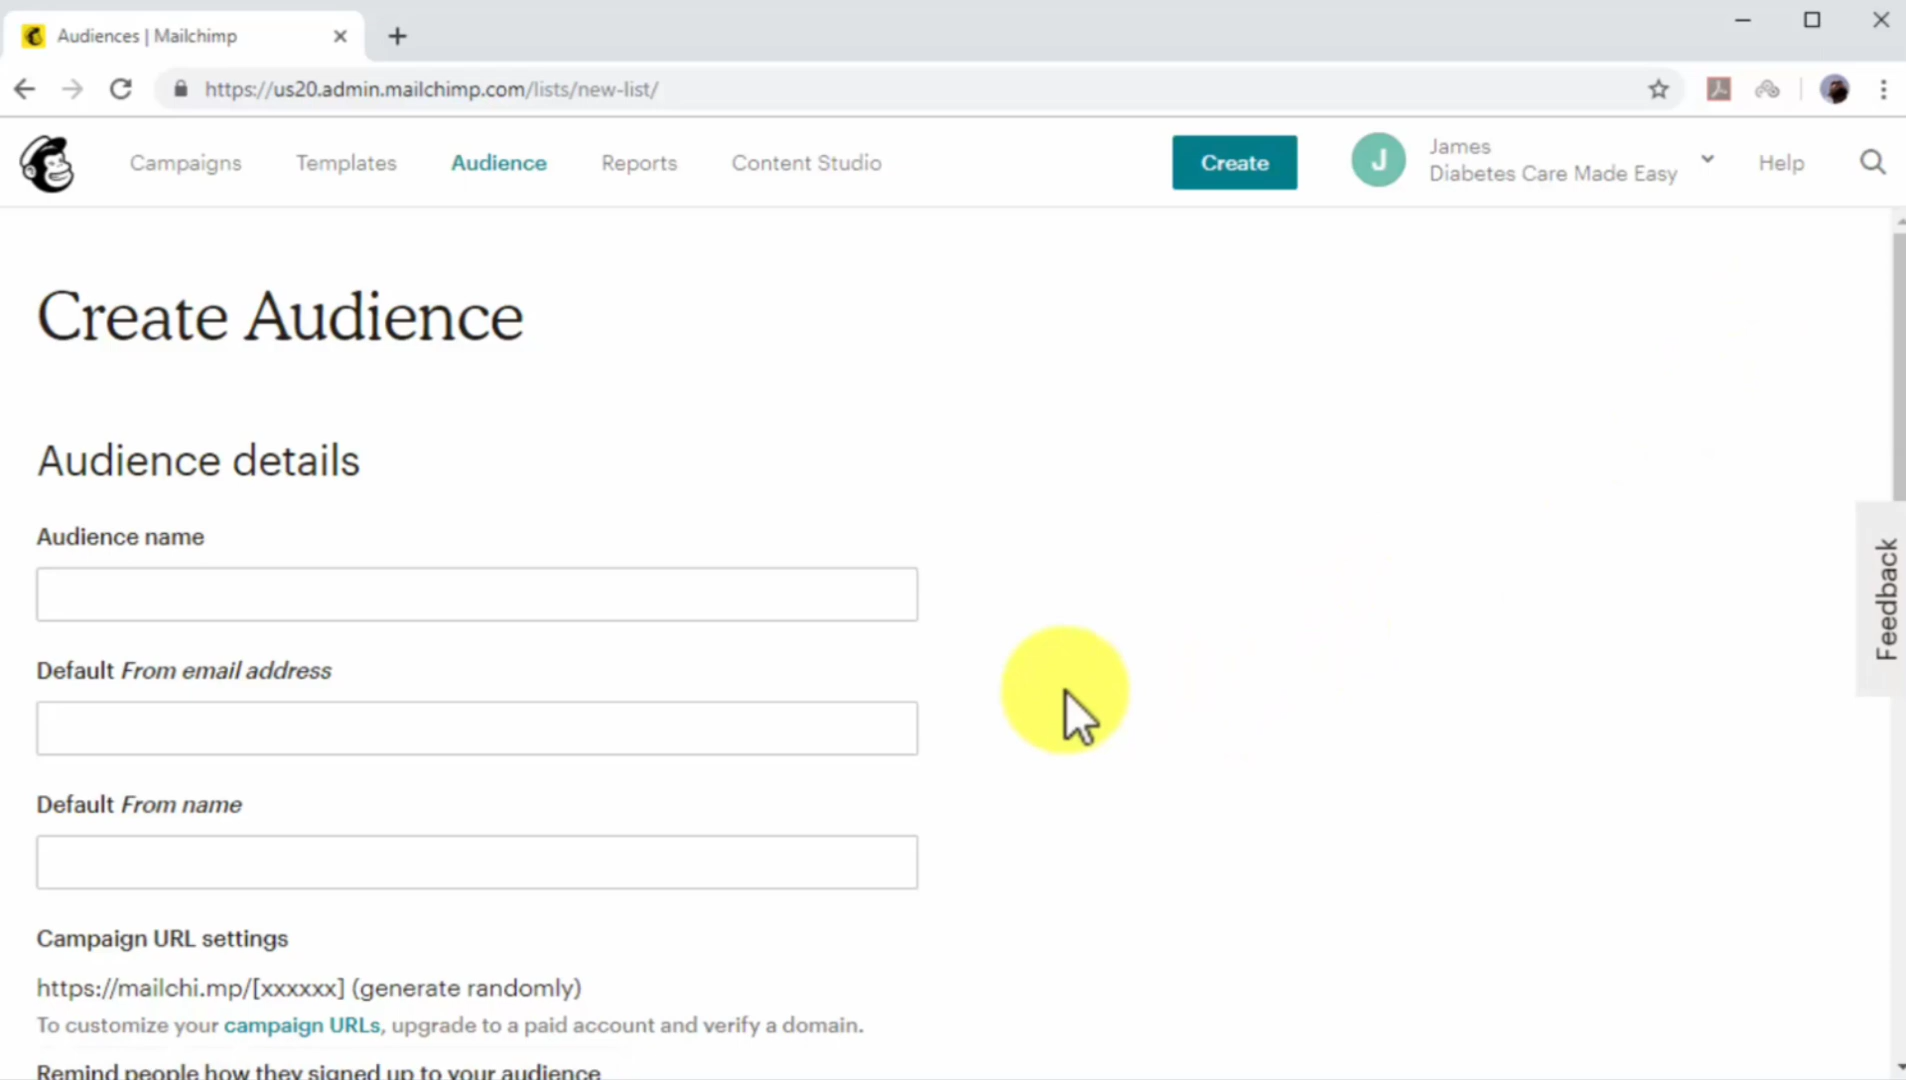 Audiences | Mailchimp
https://us20.admin.mailchimp.com/lists/new-list/
Campaigns
Templates
Audience
Reports
Content Studio
Create
J
James
Diabetes Care Made Easy
Help
Create Audience
Audience details
Audience name
Default From email address
Default From name
Campaign URL settings
https://mailchi.mp/[xxxxxx] (generate randomly)
To customize your campaign URLs, upgrade to a paid account and verify a domain.
Remind people how they signed up to your audience
Feedback